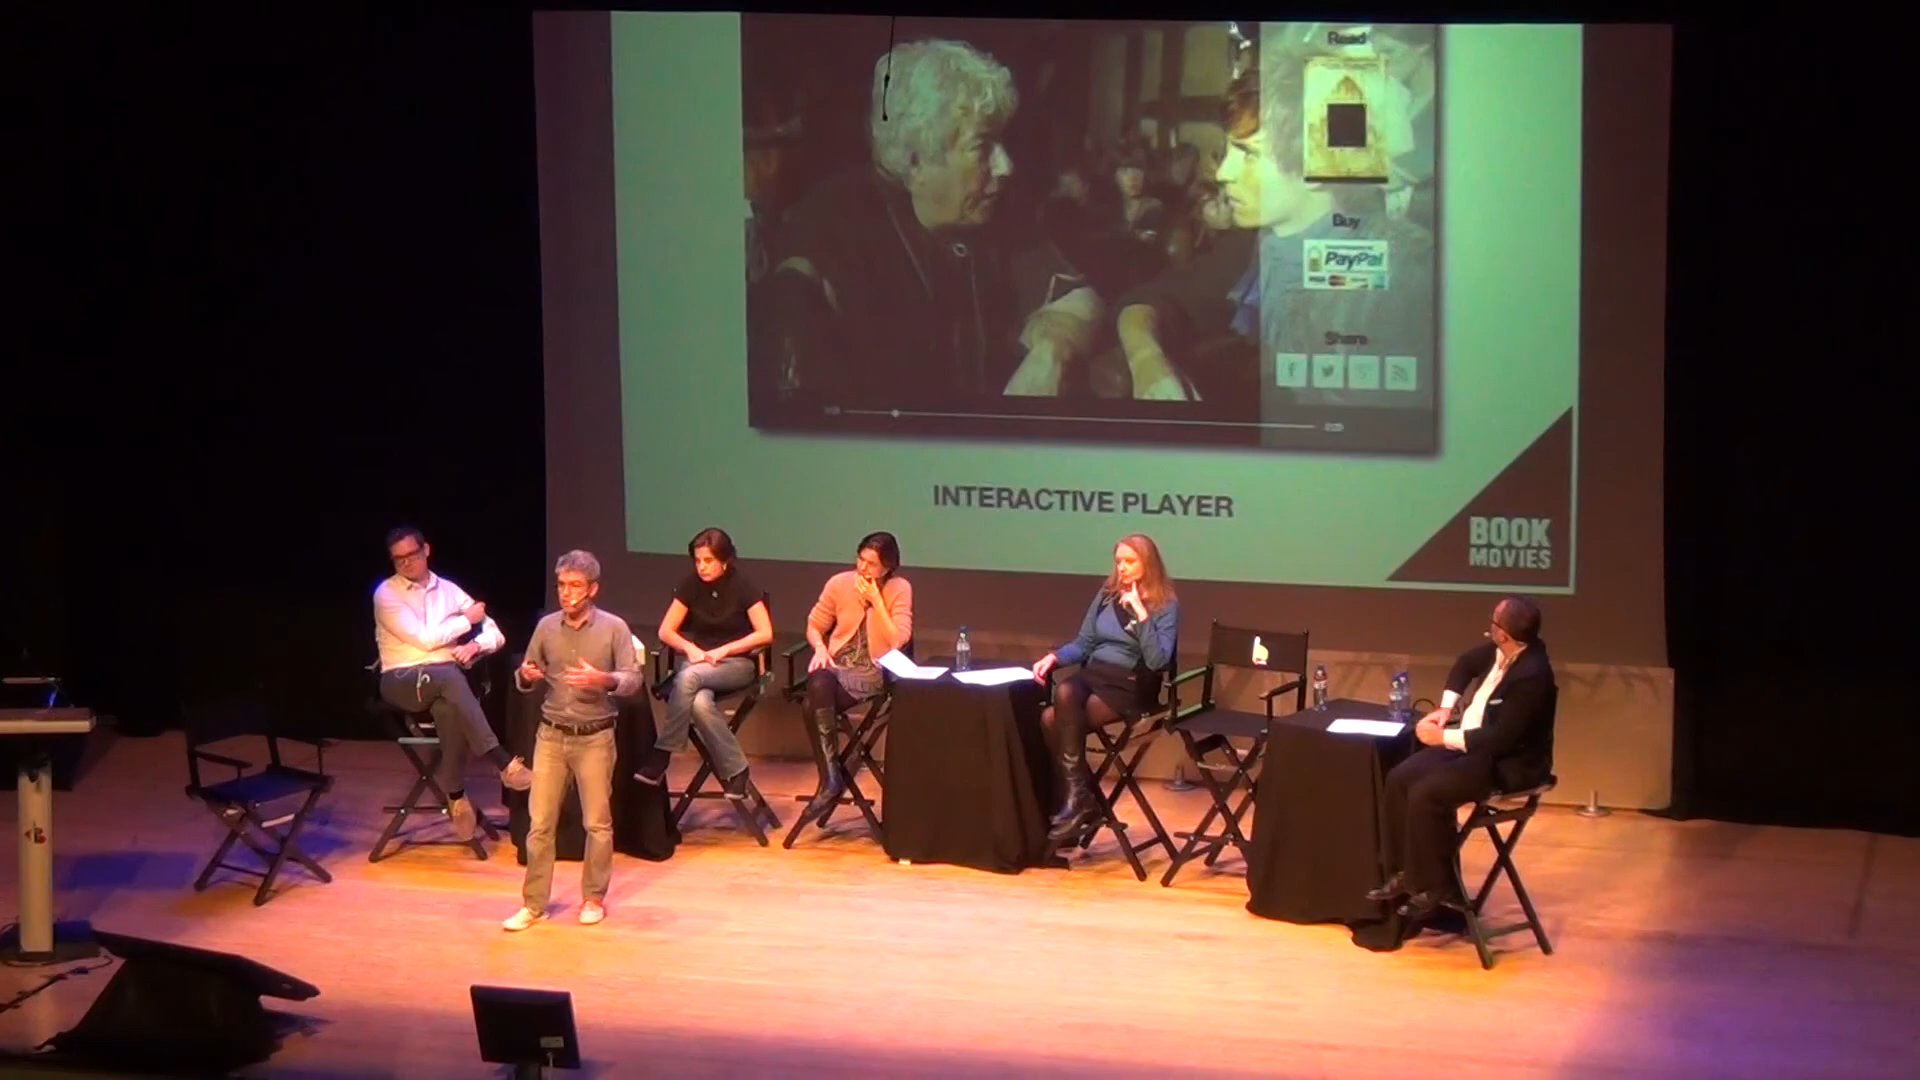 Read
Buy
PayPal
Share
INTERACTIVE PLAYER
BOOK
MOVIES